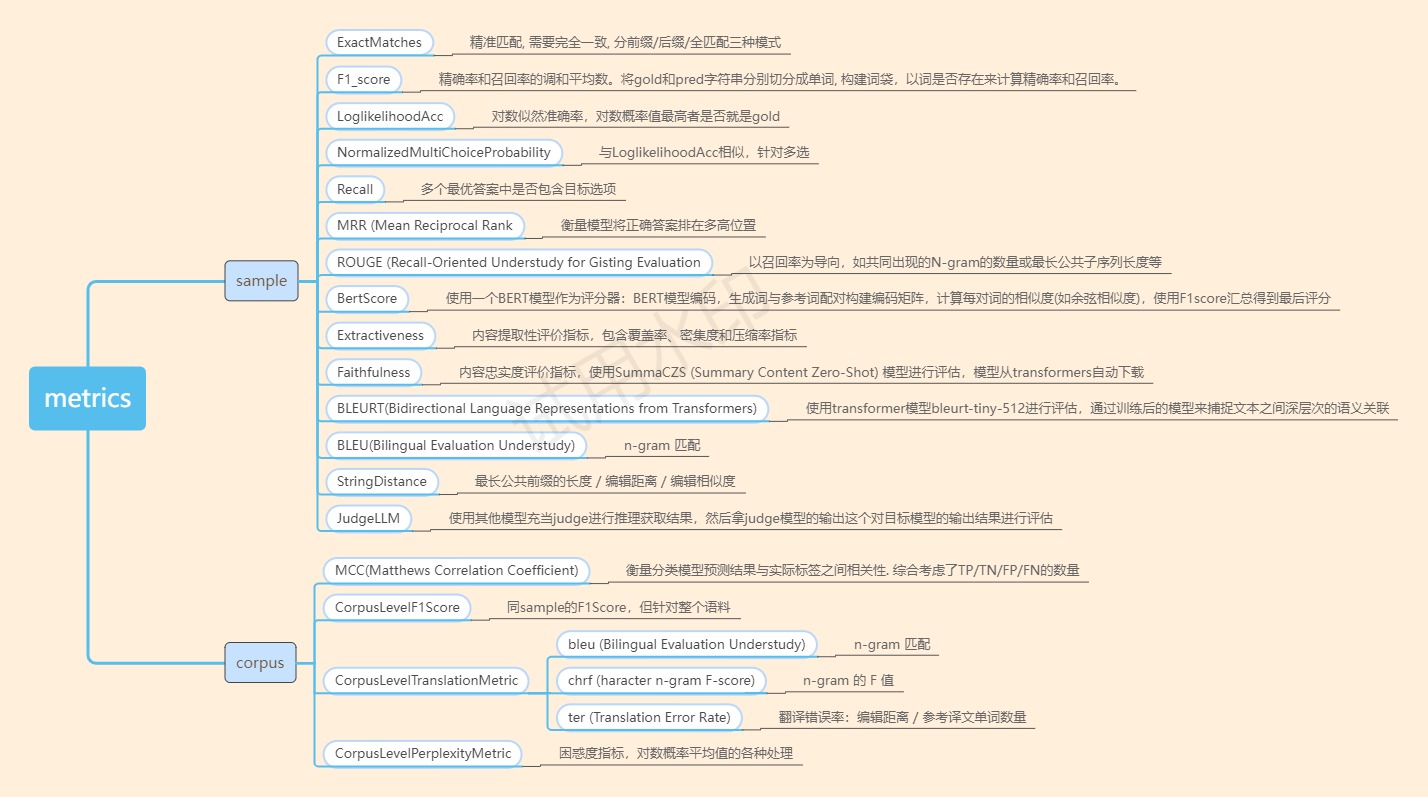 metrics
sample
ExactMatches
精准匹配, 需要完全一致, 分前缀/后缀/全匹配三种模式
F1_score
精确率和召回率的调和平均数。将gold和pred字符串分别切分成单词, 构建词袋，以词是否存在来计算精确率和召回率。
LoglikelihoodAcc
对数似然准确率，对数概率值最高者是否就是gold
NormalizedMultiChoiceProbability
与LoglikelihoodAcc相似，针对多选
Recall
多个最优答案中是否包含目标选项
MRR (Mean Reciprocal Rank
衡量模型将正确答案排在多高位置
ROUGE (Recall-Oriented Understudy for Gisting Evaluation
以召回率为导向，如共同出现的N-gram的数量或最长公共子序列长度等
BertScore
使用一个BERT模型作为评分器：BERT模型编码，生成词与参考词配对构建编码矩阵，计算每对词的相似度(如余弦相似度)，使用F1score汇总得到最后评分
Extractiveness
内容提取性评价指标，包含覆盖率、密集度和压缩率指标
Faithfulness
内容忠实度评价指标，使用SummaCZS (Summary Content Zero-Shot) 模型进行评估，模型从transformers自动下载
BLEURT(Bidirectional Language Representations from Transformers)
使用transformer模型bleurt-tiny-512进行评估，通过训练后的模型来捕捉文本之间深层次的语义关联
BLEU(Bilingual Evaluation Understudy)
n-gram 匹配
StringDistance
最长公共前缀的长度 / 编辑距离 / 编辑相似度
JudgeLLM
使用其他模型充当judge进行推理获取结果，然后拿judge模型的输出这个对目标模型的输出结果进行评估
corpus
MCC(Matthews Correlation Coefficient)
衡量分类模型预测结果与实际标签之间相关性. 综合考虑了TP/TN/FP/FN的数量
CorpusLevelF1Score
同sample的F1Score，但针对整个语料
CorpusLevelTranslationMetric
bleu (Bilingual Evaluation Understudy)
n-gram 匹配
chrf (haracter n-gram F-score)
n-gram 的 F 值
ter (Translation Error Rate)
翻译错误率：编辑距离 / 参考译文单词数量
CorpusLevelPerplexityMetric
困惑度指标，对数概率平均值的各种处理
试用水印